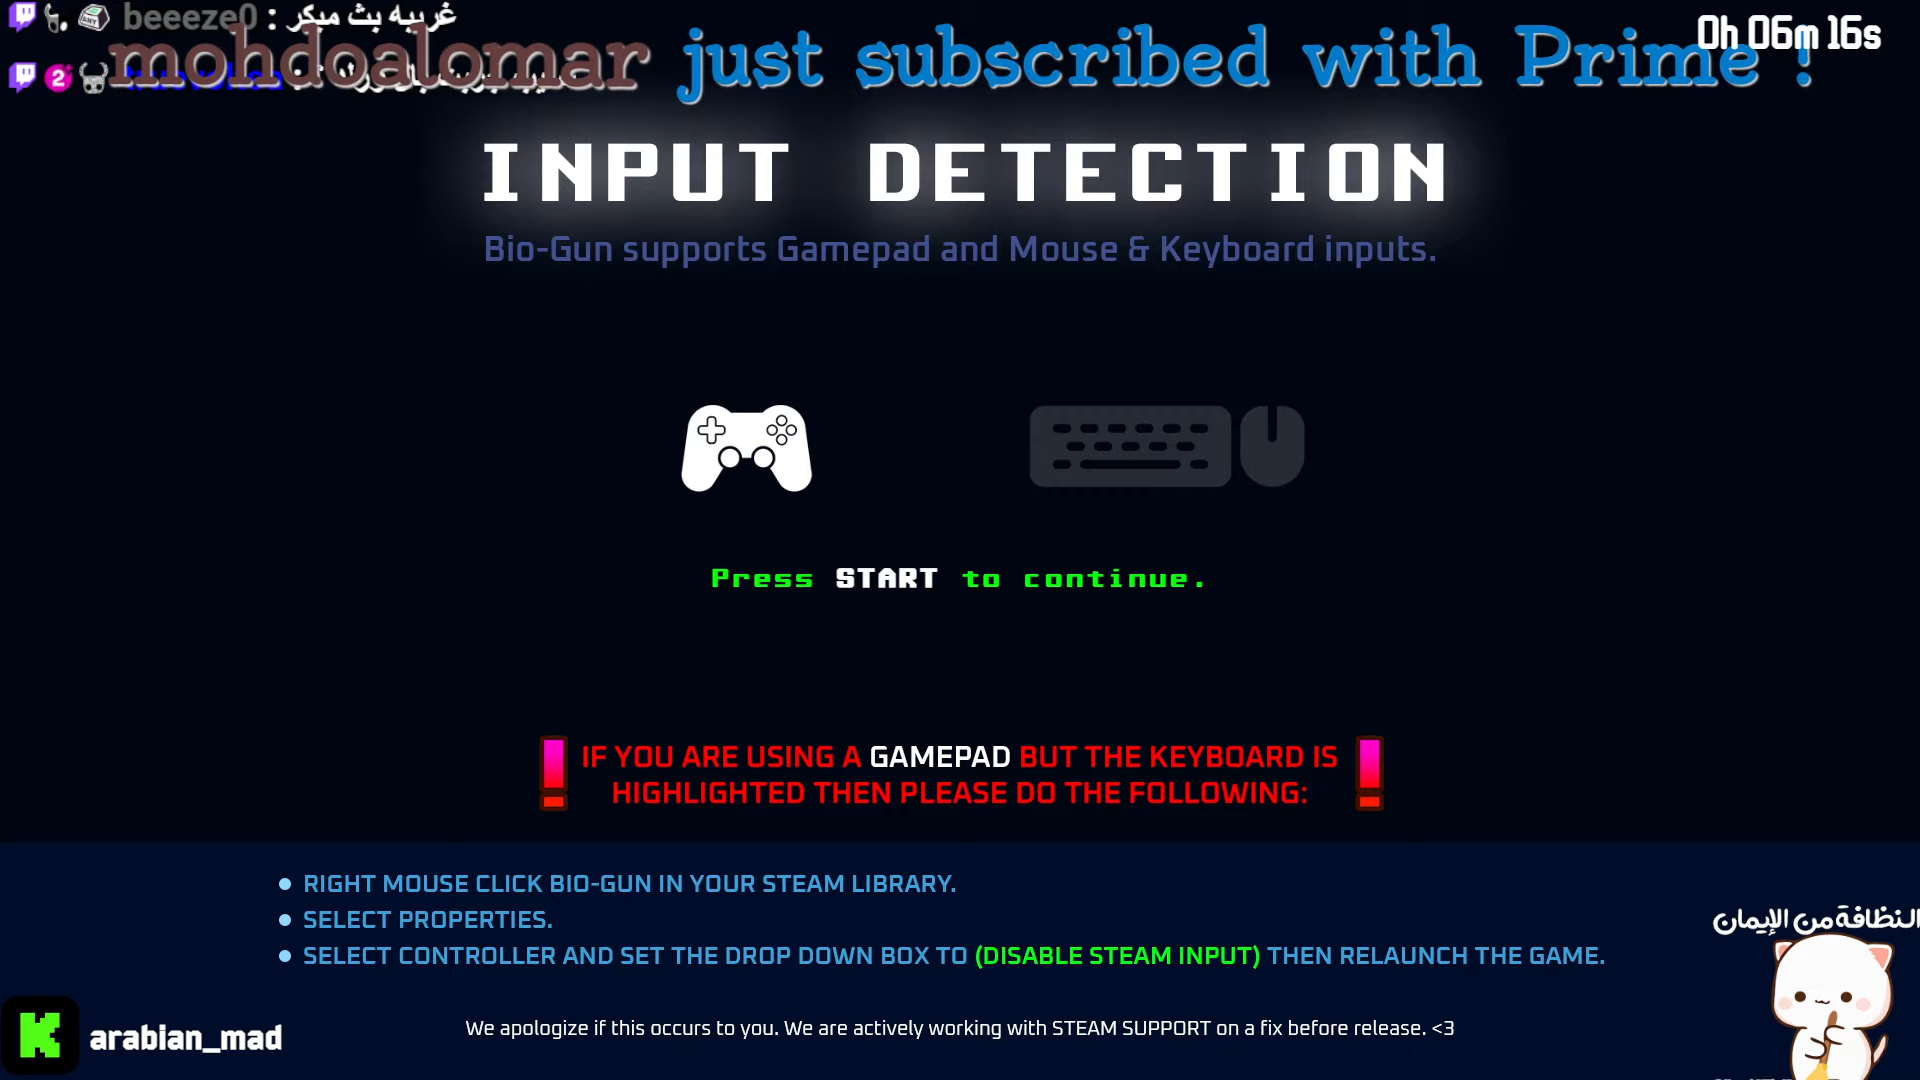 beeeze0 : غريبه بث مبكر
mohdoalomar just subscribed with Prime !
0h 06m 16s
2
INPUT DETECTION
Bio-Gun supports Gamepad and Mouse & Keyboard inputs.
Press START to continue.
IF YOU ARE USING A GAMEPAD BUT THE KEYBOARD IS
HIGHLIGHTED THEN PLEASE DO THE FOLLOWING:
RIGHT MOUSE CLICK BIO-GUN IN YOUR STEAM LIBRARY.
SELECT PROPERTIES.
SELECT CONTROLLER AND SET THE DROP DOWN BOX TO (DISABLE STEAM INPUT) THEN RELAUNCH THE GAME.
النظافة من الإيمان
arabian_mad
We apologize if this occurs to you. We are actively working with STEAM SUPPORT on a fix before release. <3